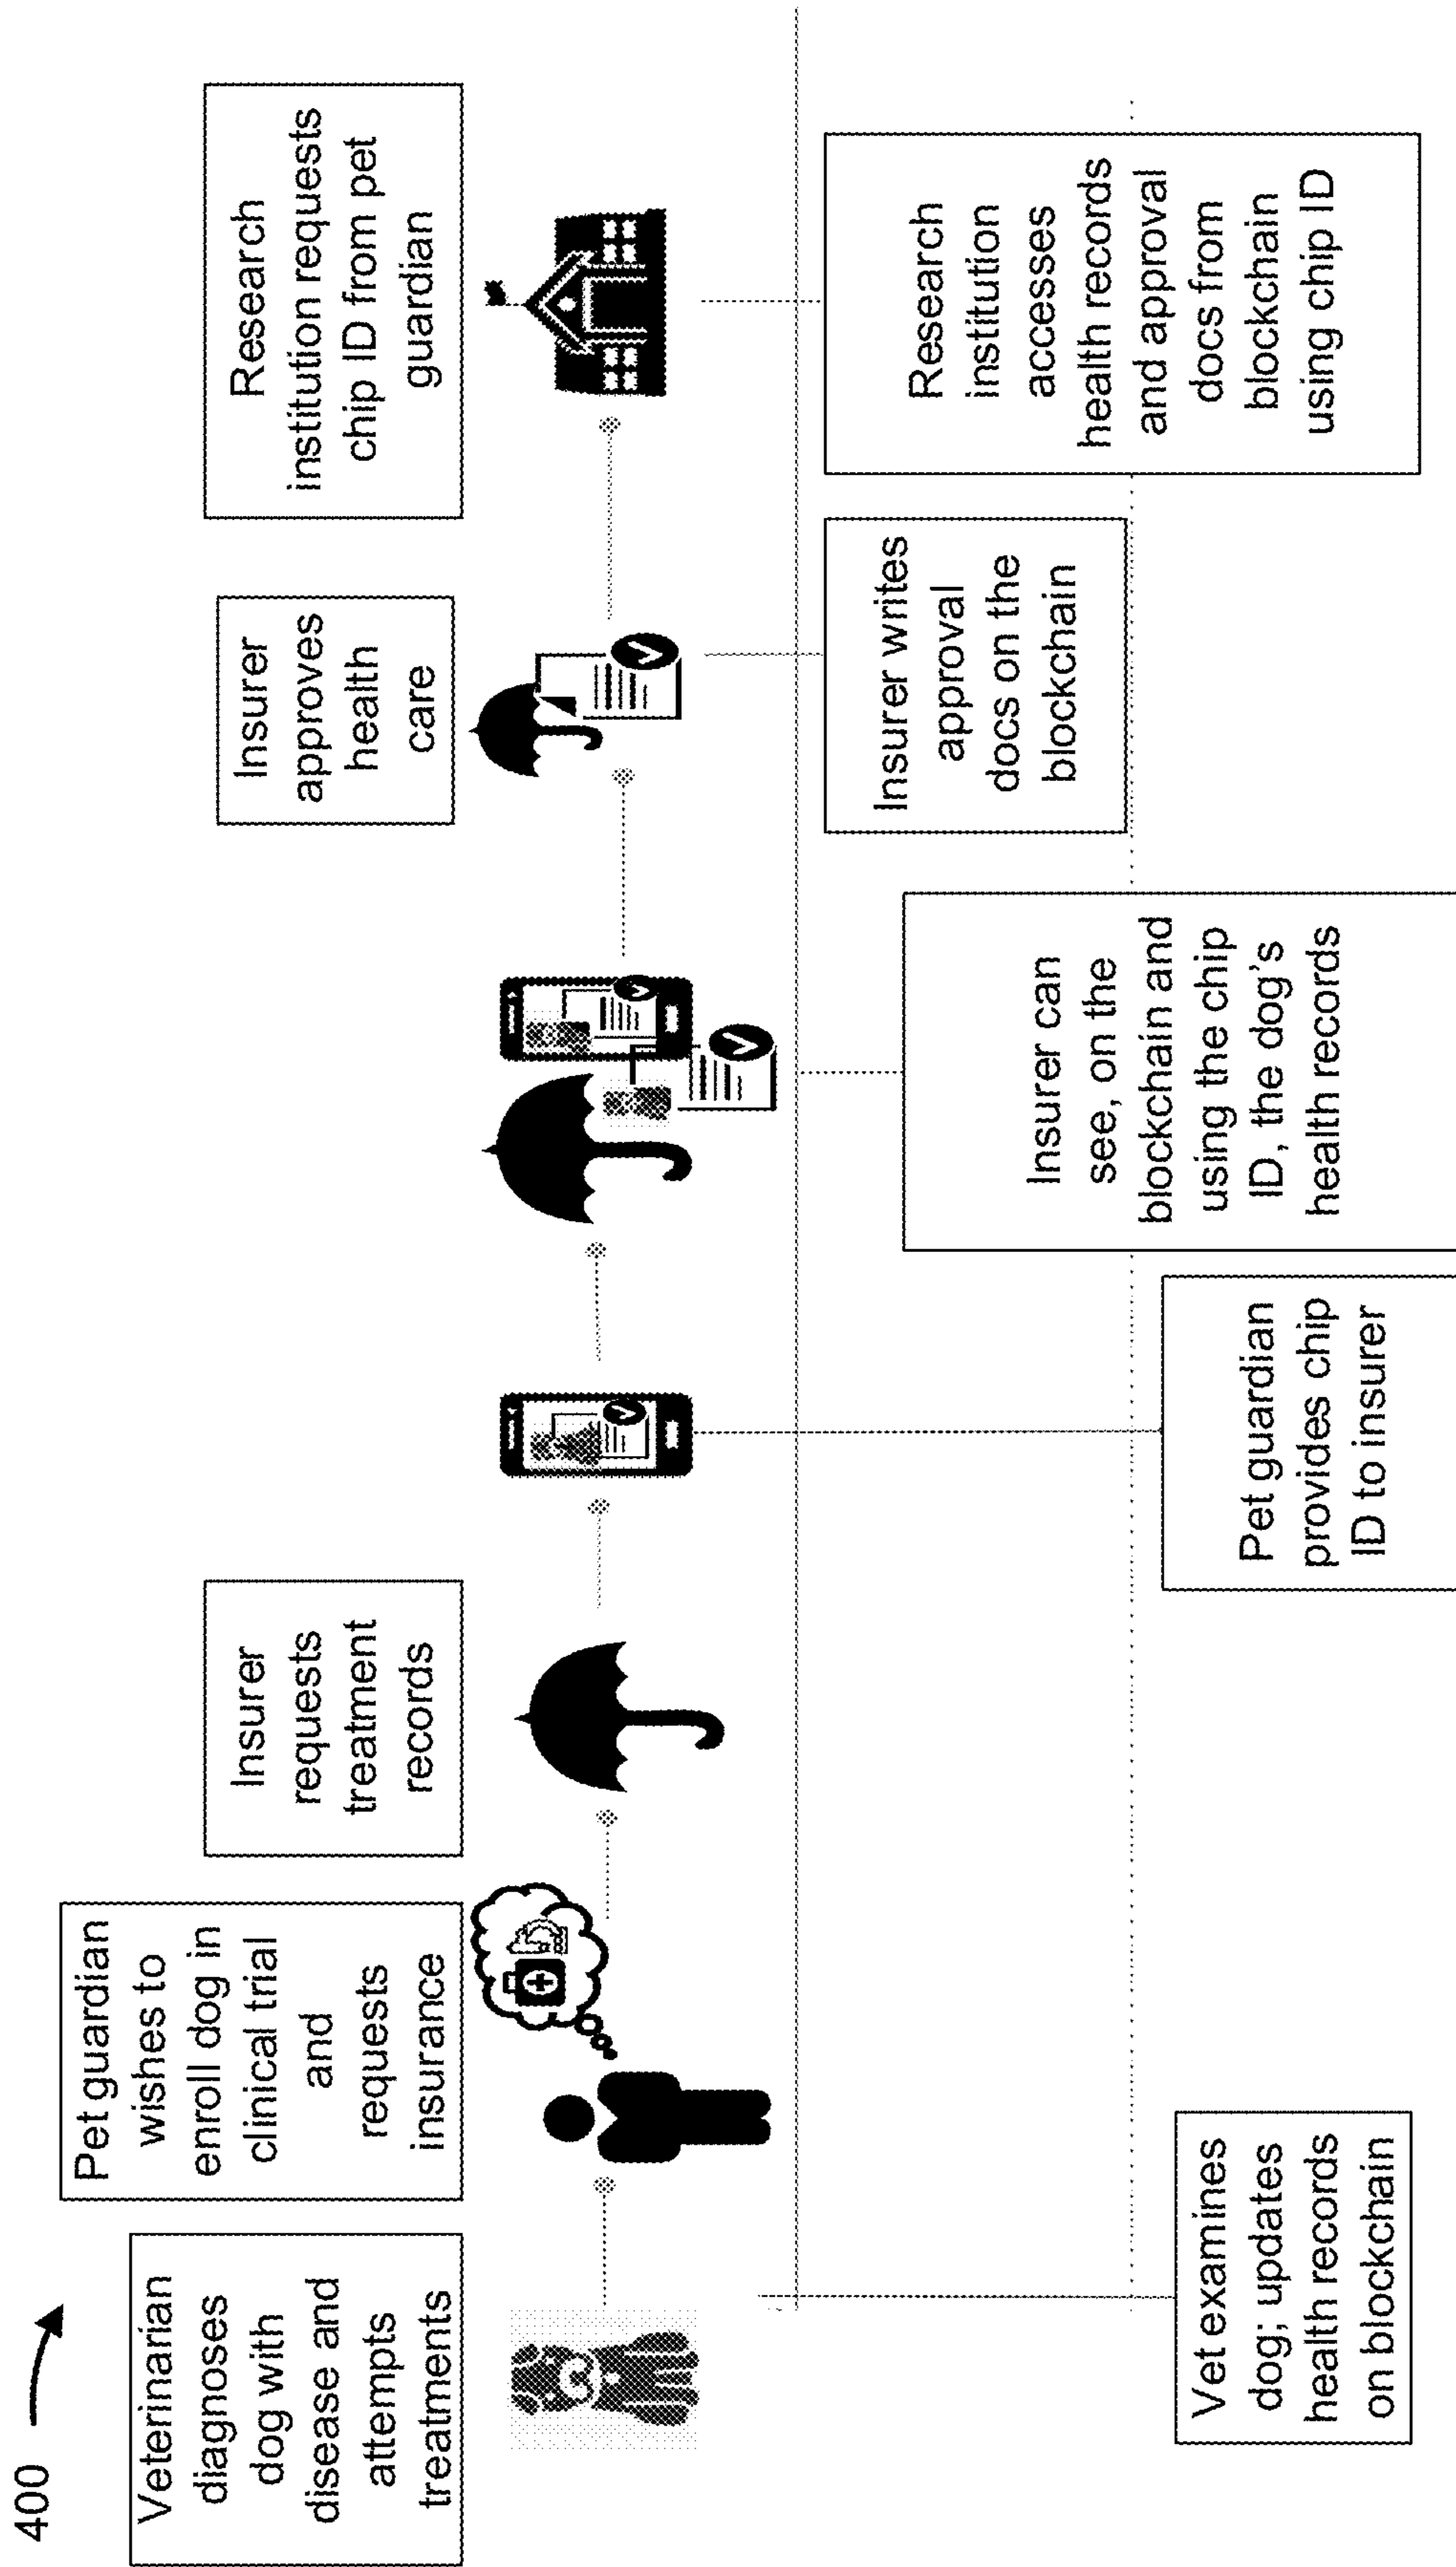 400
Veterinarian
diagnoses
dog with
disease and
attempts
treatments
Pet guardian
wishes to
enroll dog in
clinical trial
and
requests
insurance
Insurer
requests
treatment
records
Insurer
approves
health
care
Research
institution requests
chip ID from pet
guardian
Vet examines
dog; updates
health records
on blockchain
Pet guardian
provides chip
ID to insurer
Insurer can
see, on the
blockchain and
using the chip
ID, the dog's
health records
Insurer writes
approval
docs on the
blockchain
Research
institution
accesses
health records
and approval
docs from
blockchain
using chip ID